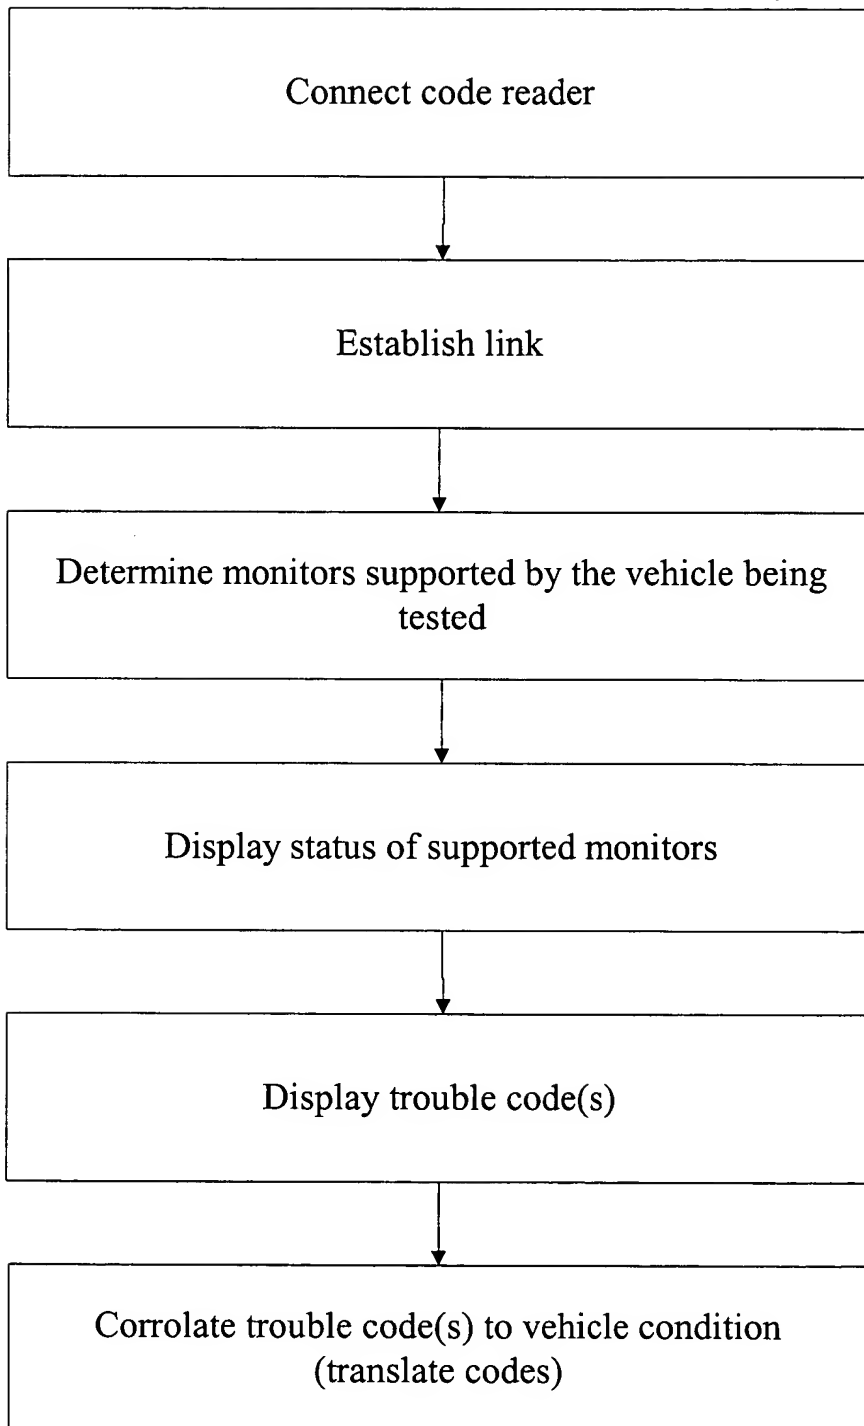 Connect code reader
Establish link
Determine monitors supported by the vehicle being
tested
Display status of supported monitors
Display trouble code(s)
Corrolate trouble code(s) to vehicle condition
(translate codes)